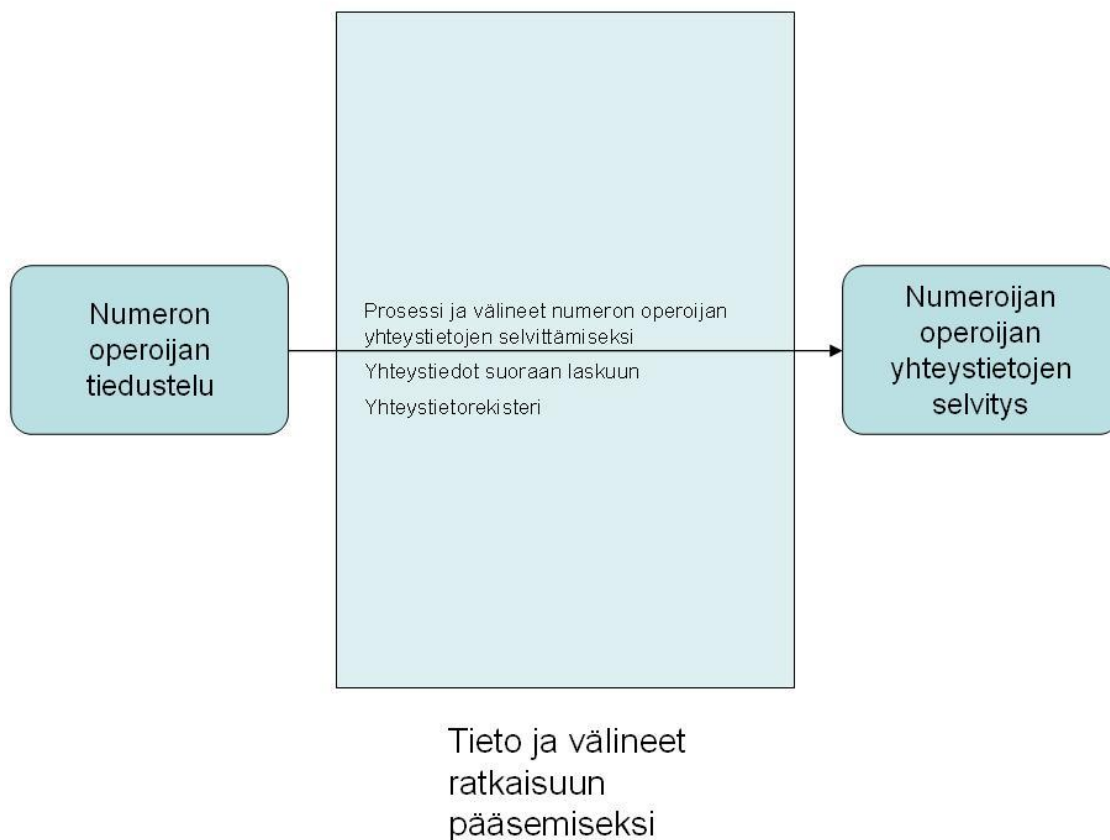 Numeron
operoijan
tiedustelu
Prosessi ja välineet numeron operoijan
yhteystietojen selvittämiseksi
Yhteystiedot suoraan laskuun
Yhteystietorekisteri
Numeroijan
operoijan
yhteystietojen
selvitys
Tieto ja välineet
ratkaisuun
pääsemiseksi